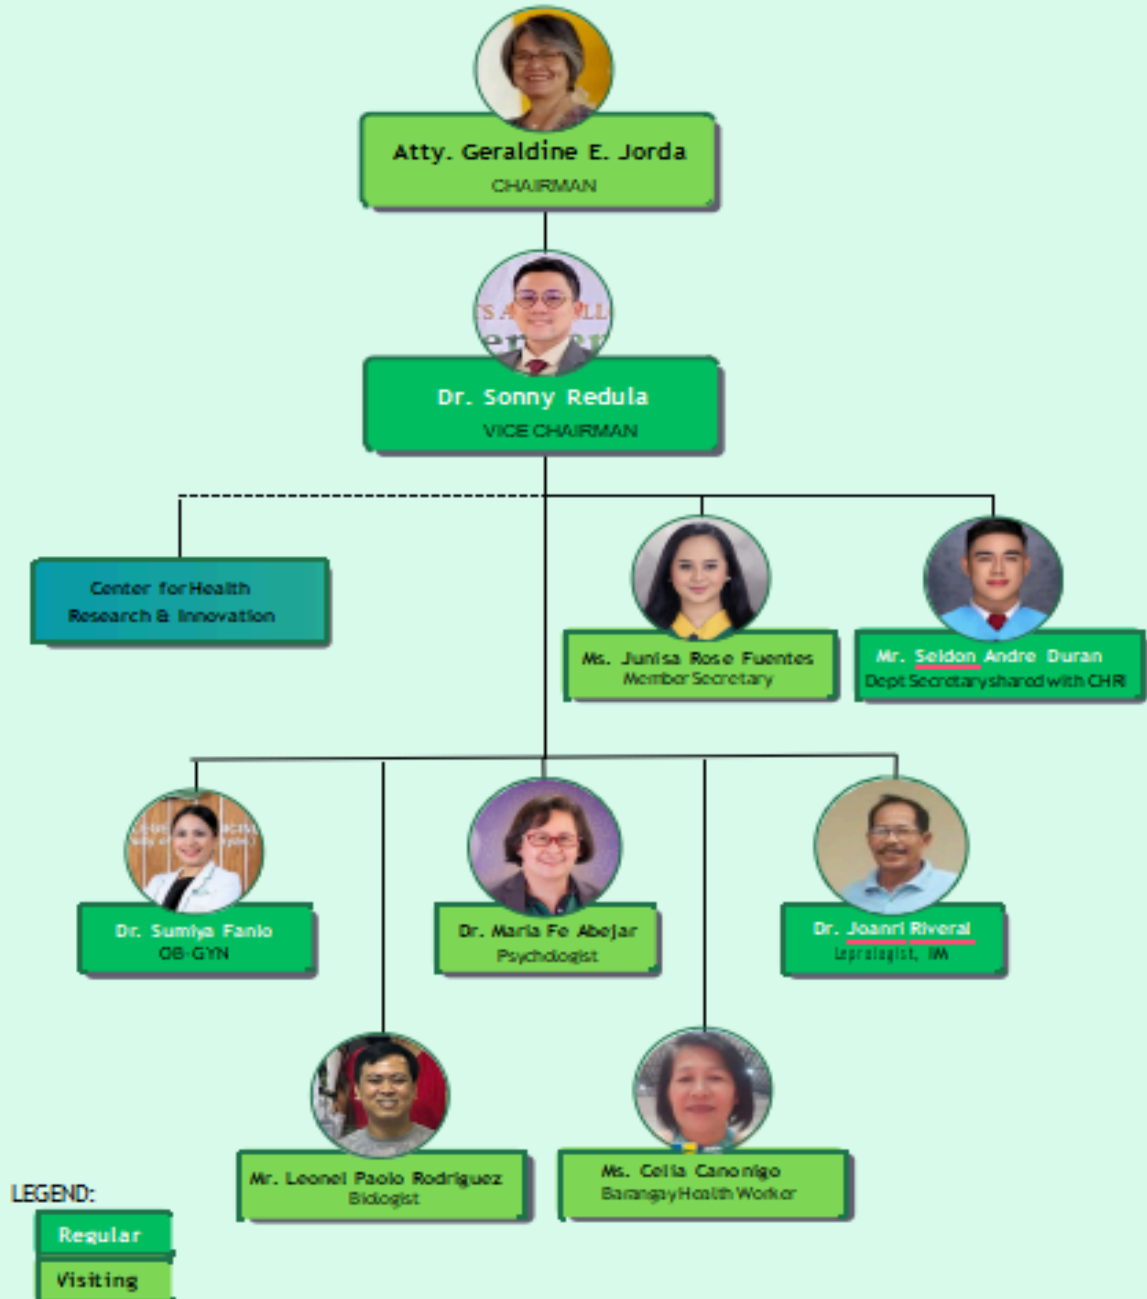 Atty. Geraldine E. Jorda
CHAIRMAN
Dr. Sonny Redula
VICE CHAIRMAN
Center for Health
Research & Innovation
Ms. Junisa Rose Fuentes
Member Secretary
Mr. Seldon Andre Duran
Dept Secretary shared with CHRI
Dr. Sumiya Fanio
OB-GYN
Dr. Maria Fe Abejar
Psychologist
Dr. Joanri Riveral
Leprologist, IM
Mr. Leonel Paolo Rodriguez
Biologist
Ms. Celia Canonigo
Barangay Health Worker
LEGEND:
Regular
Visiting